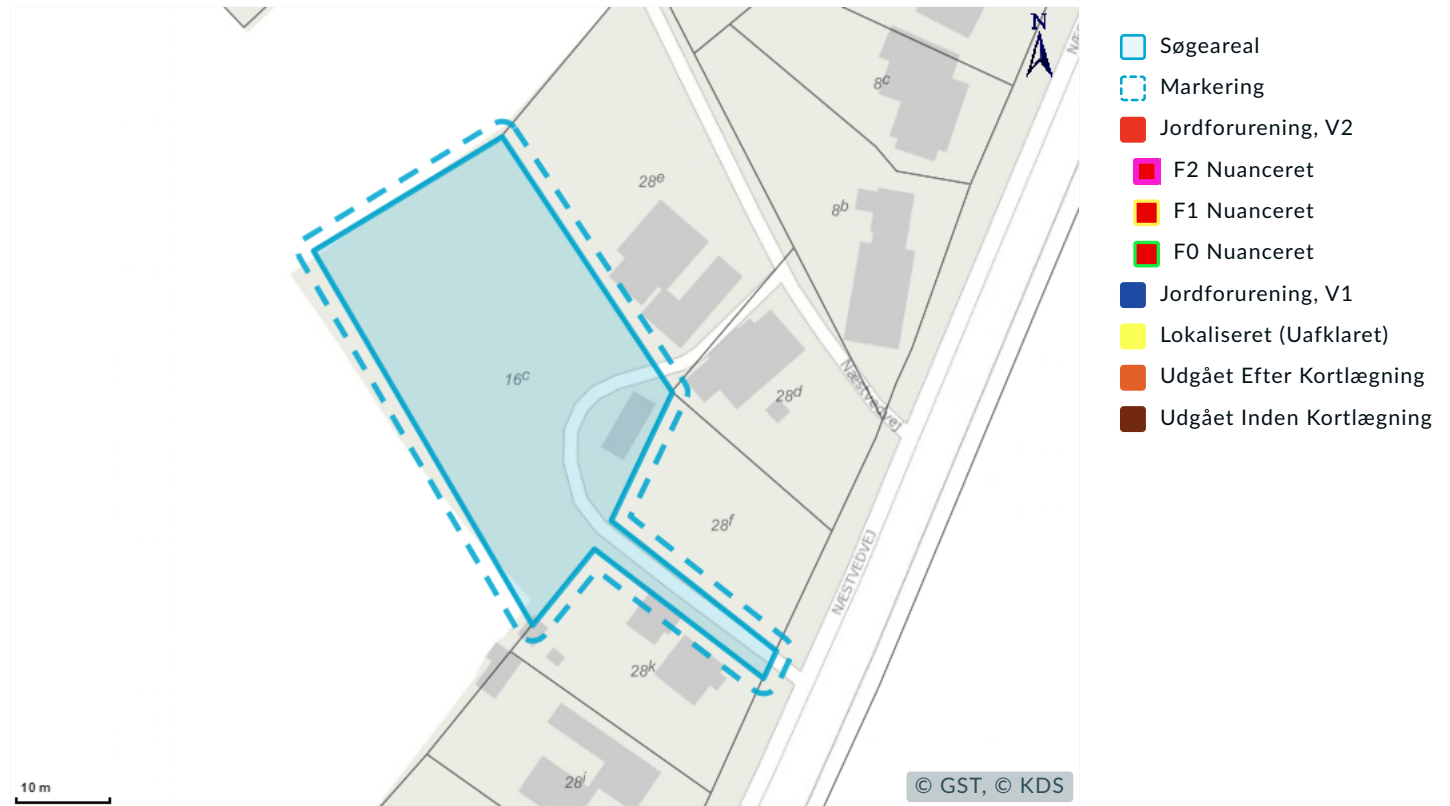 N
NÆ
8c
28e
8b
16c
28d
Næstvedvej
28f
NÆSTVEDVEJ
28k
28i
10 m
© GST, © KDS
Søgeareal
Markering
Jordforurening, V2
F2 Nuanceret
F1 Nuanceret
F0 Nuanceret
Jordforurening, V1
Lokaliseret (Uafklaret)
Udgået Efter Kortlægning
Udgået Inden Kortlægning